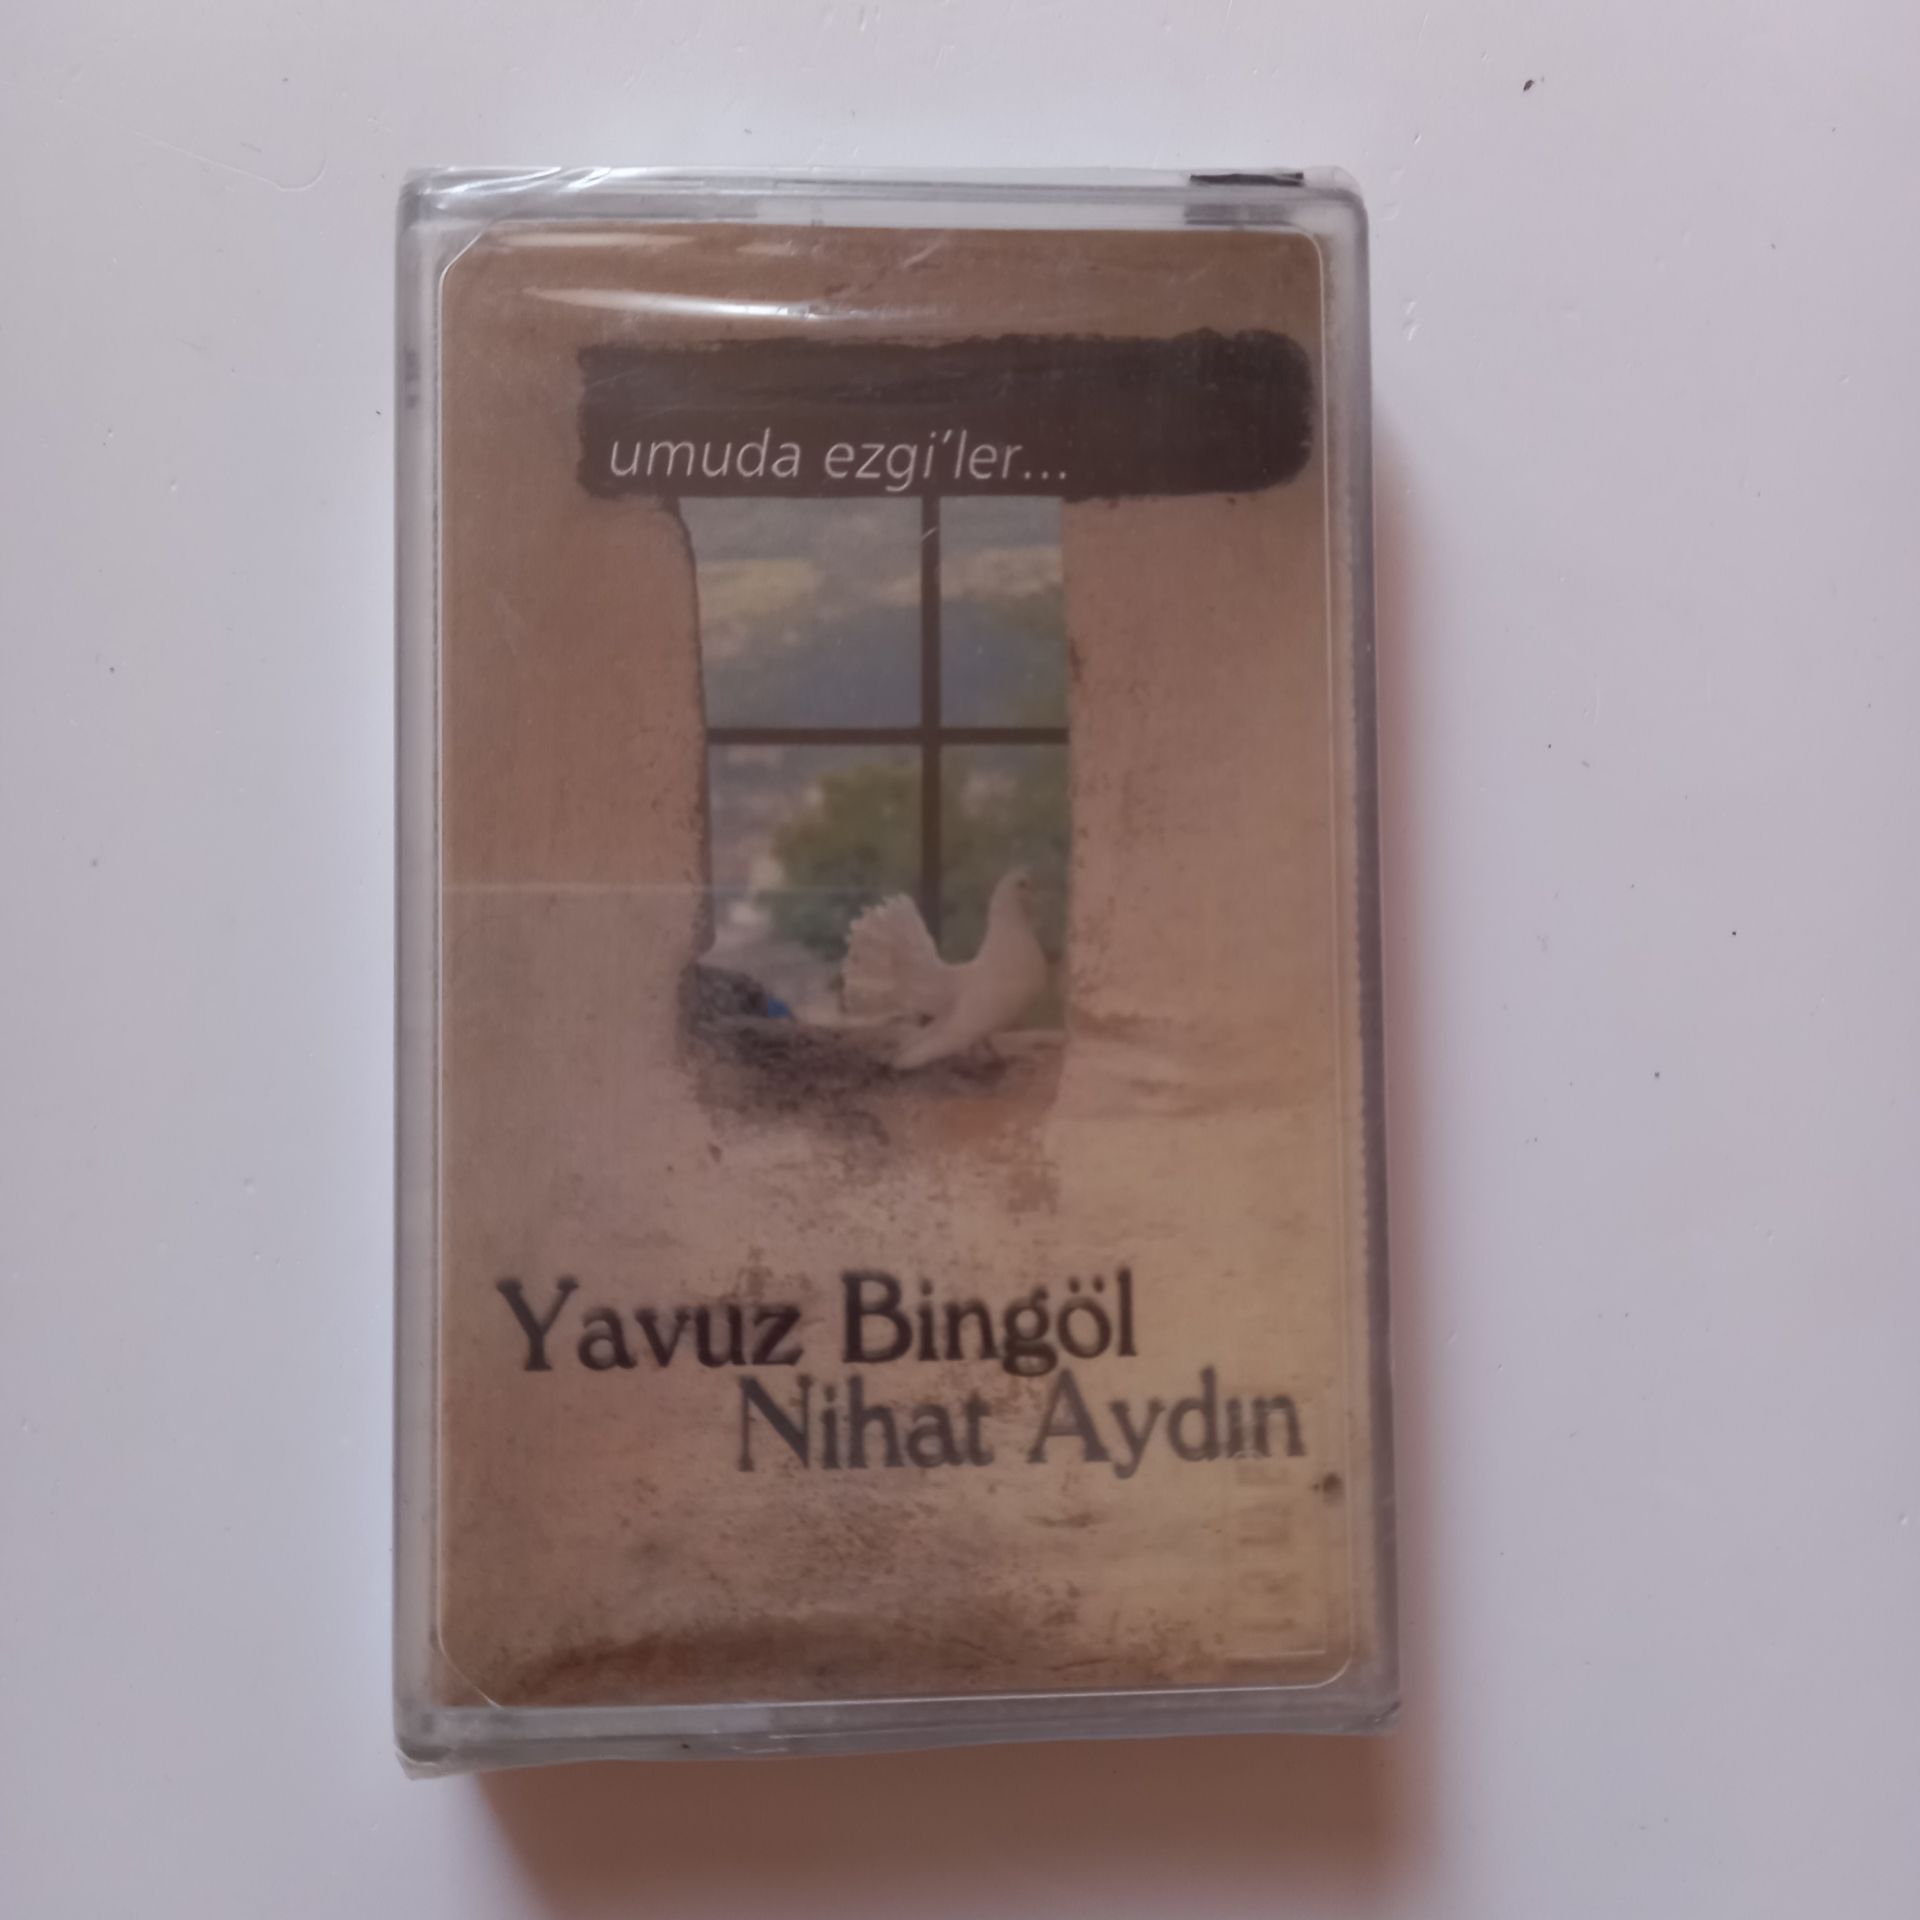 umuda ezgi'ler...
Yavuz Bingöl
Nihat Aydın